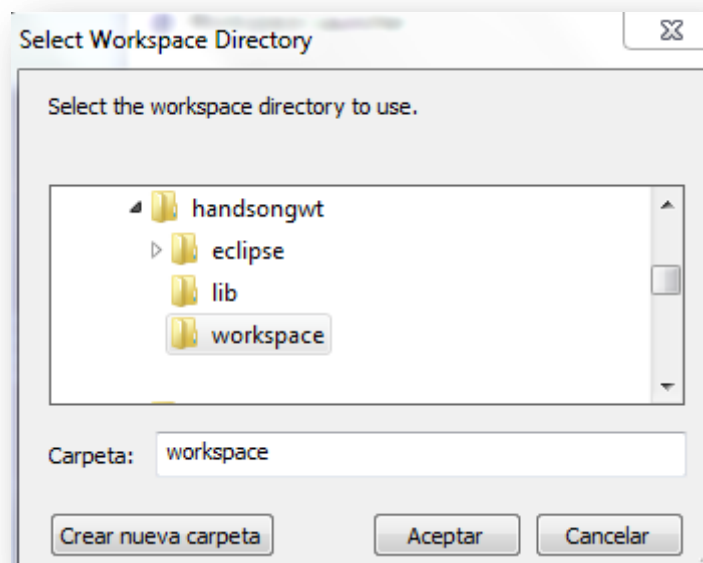 Select Workspace Directory
Select the workspace directory to use.
handsongwt
eclipse
lib
workspace
Carpeta: workspace
Crear nueva carpeta Aceptar Cancelar